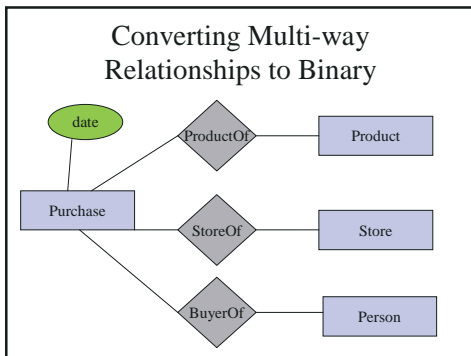 Converting Multi-way
Relationships to Binary
date
ProductOf
Product
Purchase
StoreOf
Store
BuyerOf
Person